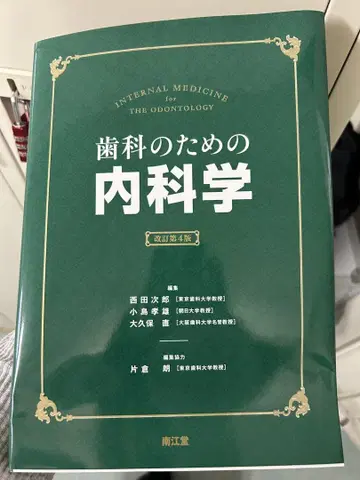 INTERNAL MEDICINE
for
THE ODONTOLOGY
歯科のための
内科学
改訂第4版
編集
西田次郎 [東京歯科大学教授]
小島孝雄 [朝日大学教授]
大久保 直 [大阪歯科大学名誉教授]
編集協力
片倉 朗 [東京歯科大学教授]
南江堂